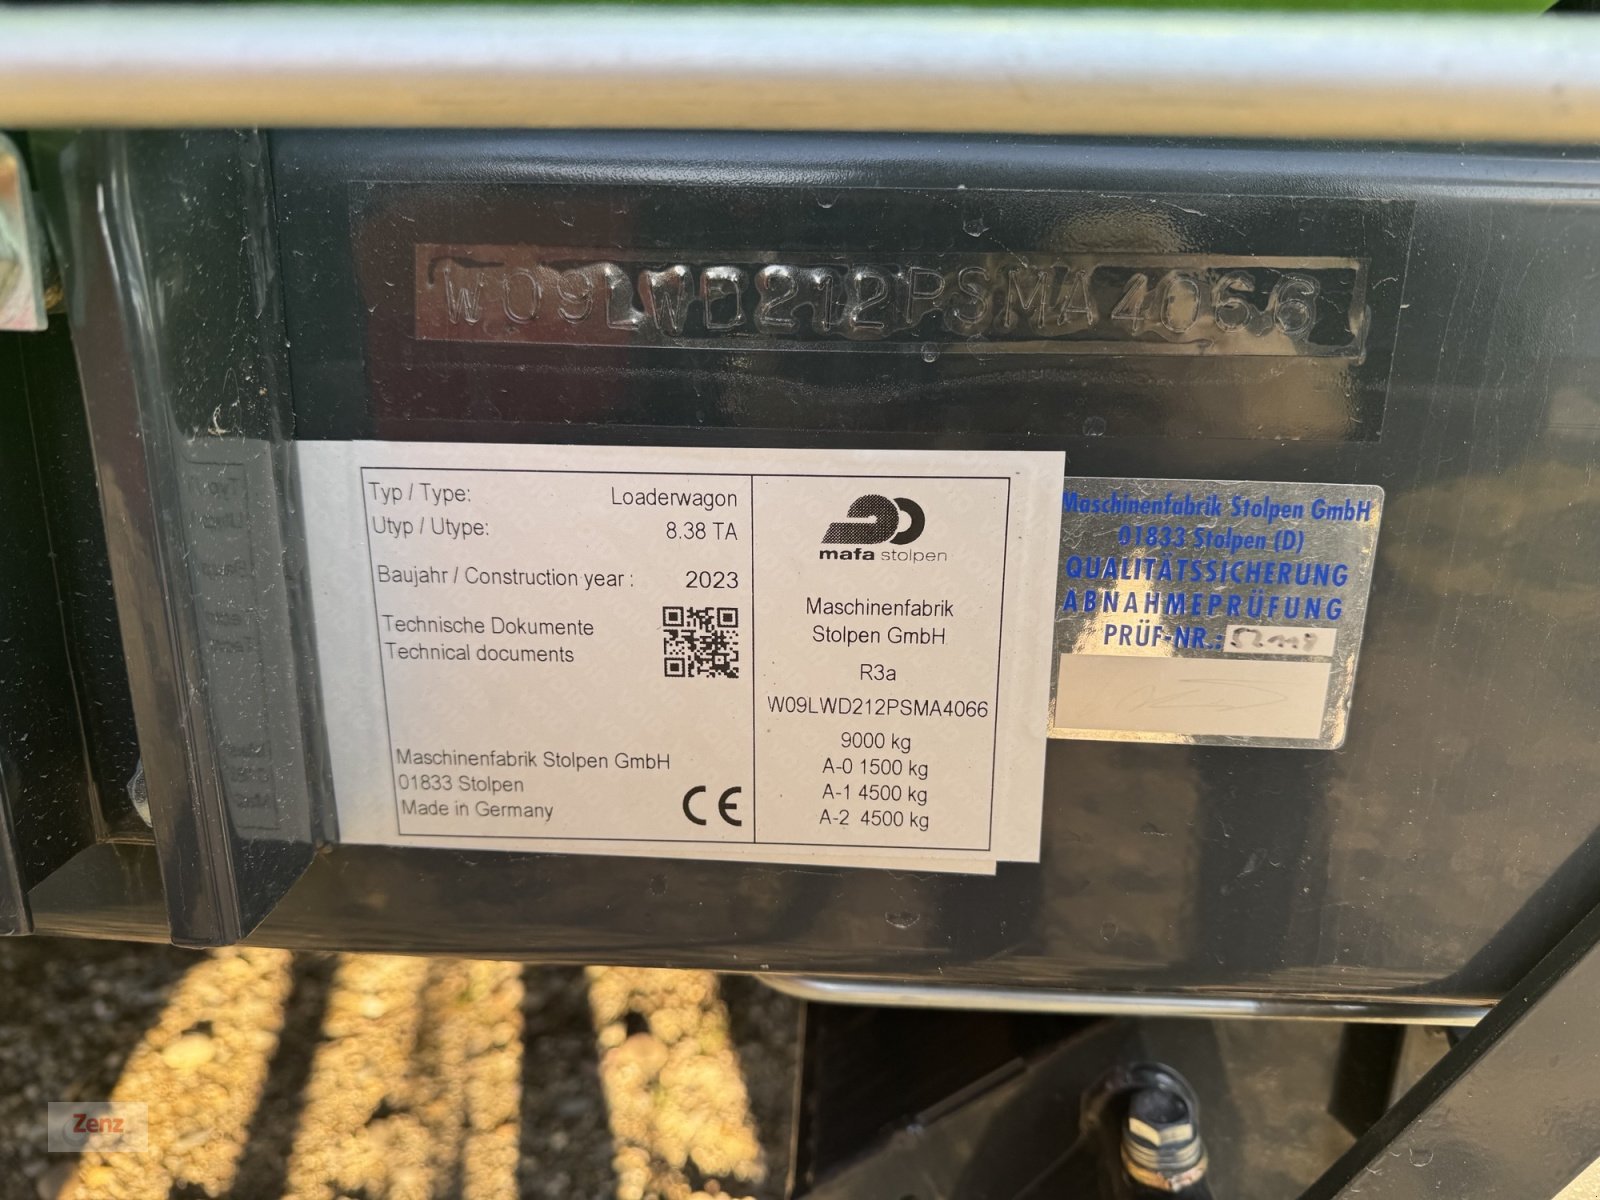 W09LWD212PSMA4066
Typ / Type: Loaderwagon
Utyp / Utype: 8.38 TA
Baujahr / Construction year : 2023
Technische Dokumente
Technical documents
Maschinenfabrik Stolpen GmbH
01833 Stolpen
Made in Germany
CE
mafa stolpen
Maschinenfabrik
Stolpen GmbH
R3a
W09LWD212PSMA4066
9000 kg
A-0 1500 kg
A-1 4500 kg
A-2 4500 kg
Maschinenfabrik Stolpen GmbH
01833 Stolpen (D)
QUALITÄTSSICHERUNG
ABNAHMEPRÜFUNG
PRÜF-NR.:
Zenz